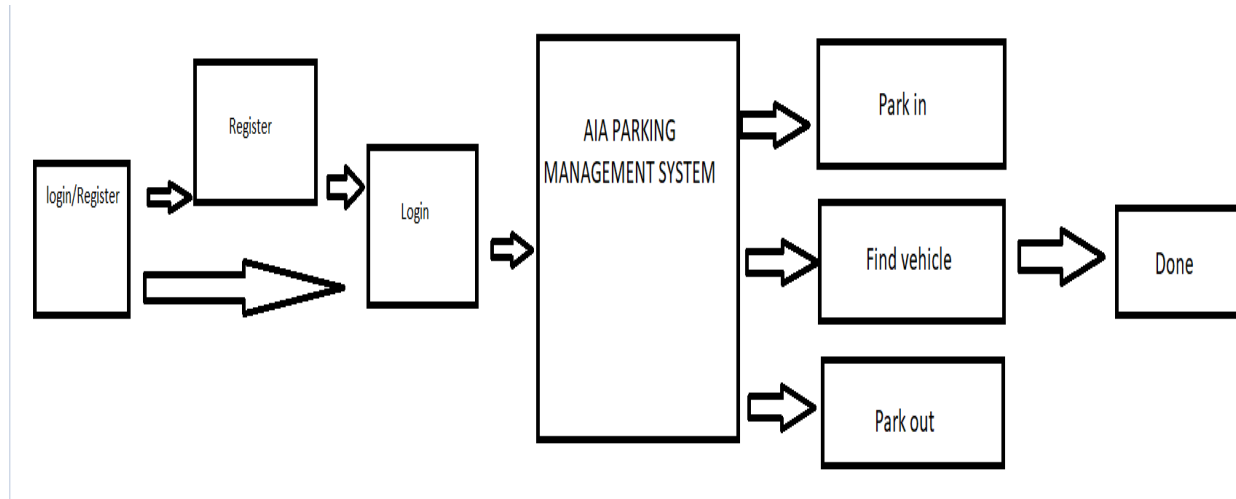 login/Register
Register
Login
AIA PARKING
MANAGEMENT SYSTEM
Park in
Find vehicle
Done
Park out